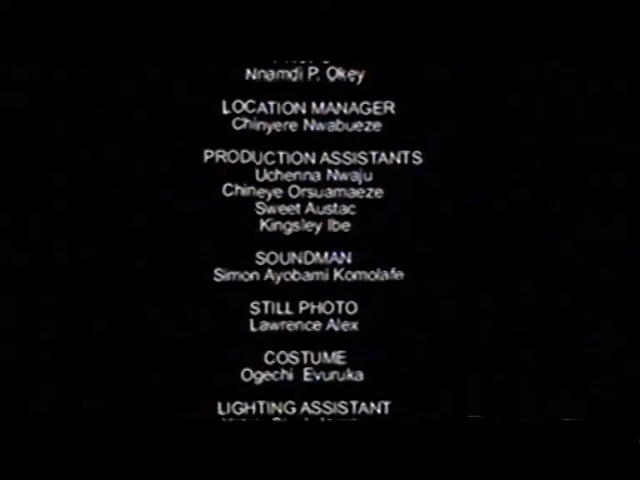 Nnamdi P. Okey
LOCATION MANAGER
Chinyere Nwabueze
PRODUCTION ASSISTANTS
Uchenna Nwaju
Chineye Orsuamaeze
Sweet Austac
Kingsley Ibe
SOUNDMAN
Simon Ayobami Komolafe
STILL PHOTO
Lawrence Alex
COSTUME
Ogechi Evuruka
LIGHTING ASSISTANT